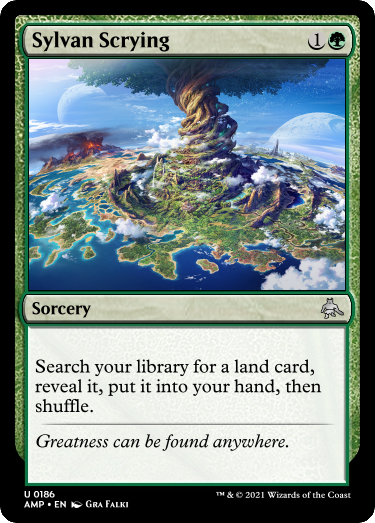 Sylvan Scrying 1
Sorcery
Search your library for a land card,
reveal it, put it into your hand, then
shuffle.
Greatness can be found anywhere.
U 0186
AMP • EN Gra Falki
™ & © 2021 Wizards of the Coast